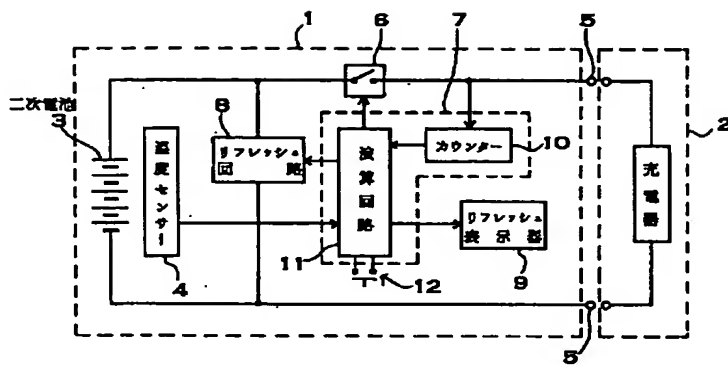 1
6
7
5
二次電池
3
8
2
リフレッシュ
回路
カウンター
10
温度センサー
演算回路
充電器
リフレッシュ
表示器
4
11
12
9
5